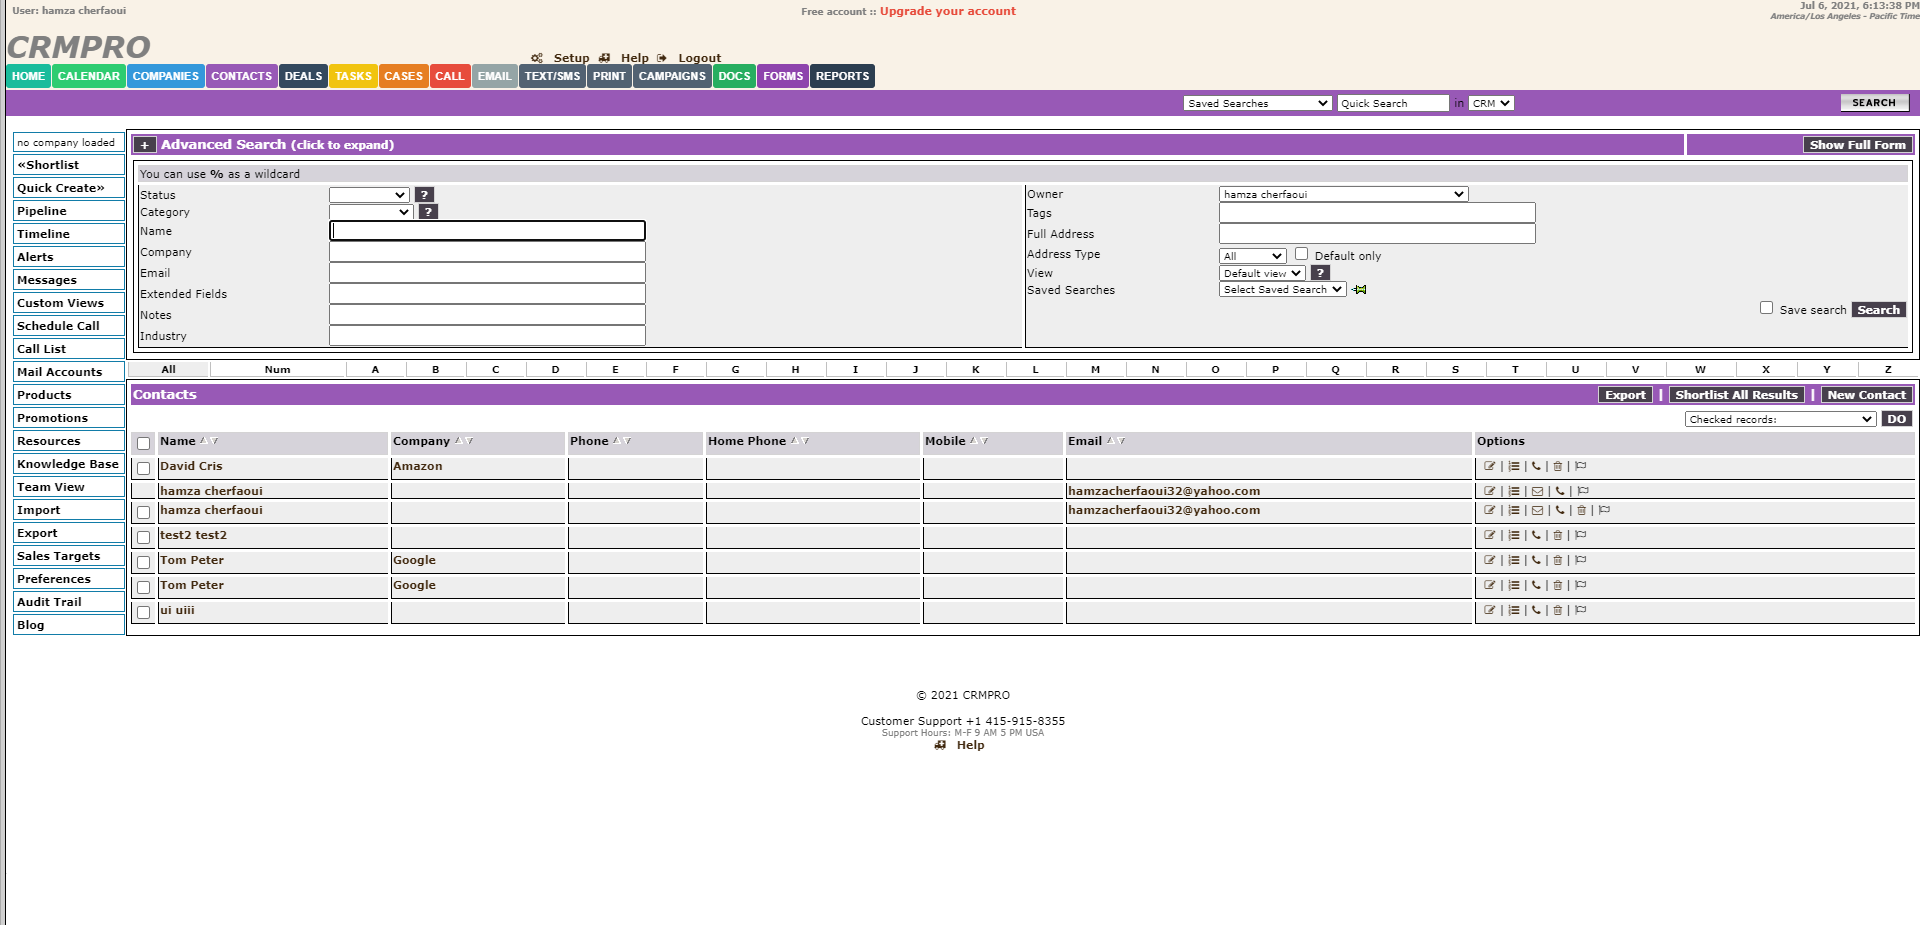 User: hamza cherfaoui
Free account :: Upgrade your account
Jul 6, 2021, 6:13:38 PM
America/Los Angeles - Pacific Time
CRMPRO
Setup Help Logout
HOME CALENDAR COMPANIES CONTACTS DEALS TASKS CASES CALL EMAIL TEXT/SMS PRINT CAMPAIGNS DOCS FORMS REPORTS
Saved Searches Quick Search in CRM SEARCH
no company loaded
«Shortlist
Quick Create»
Pipeline
Timeline
Alerts
Messages
Custom Views
Schedule Call
Call List
Mail Accounts
Products
Promotions
Resources
Knowledge Base
Team View
Import
Export
Sales Targets
Preferences
Audit Trail
Blog
+ Advanced Search (click to expand) Show Full Form
You can use % as a wildcard
Status ?
Category ?
Name
Company
Email
Extended Fields
Notes
Industry
Owner hamza cherfaoui
Tags
Full Address
Address Type All Default only
View Default view ?
Saved Searches Select Saved Search
Save search Search
All Num A B C D E F G H I J K L M N O P Q R S T U V W X Y Z
Contacts Export | Shortlist All Results | New Contact
Checked records: DO
Name Company Phone Home Phone Mobile Email Options
David Cris Amazon
hamza cherfaoui hamzacherfaoui32@yahoo.com
hamza cherfaoui hamzacherfaoui32@yahoo.com
test2 test2
Tom Peter Google
Tom Peter Google
ui uiii
© 2021 CRMPRO
Customer Support +1 415-915-8355
Support Hours: M-F 9 AM 5 PM USA
Help